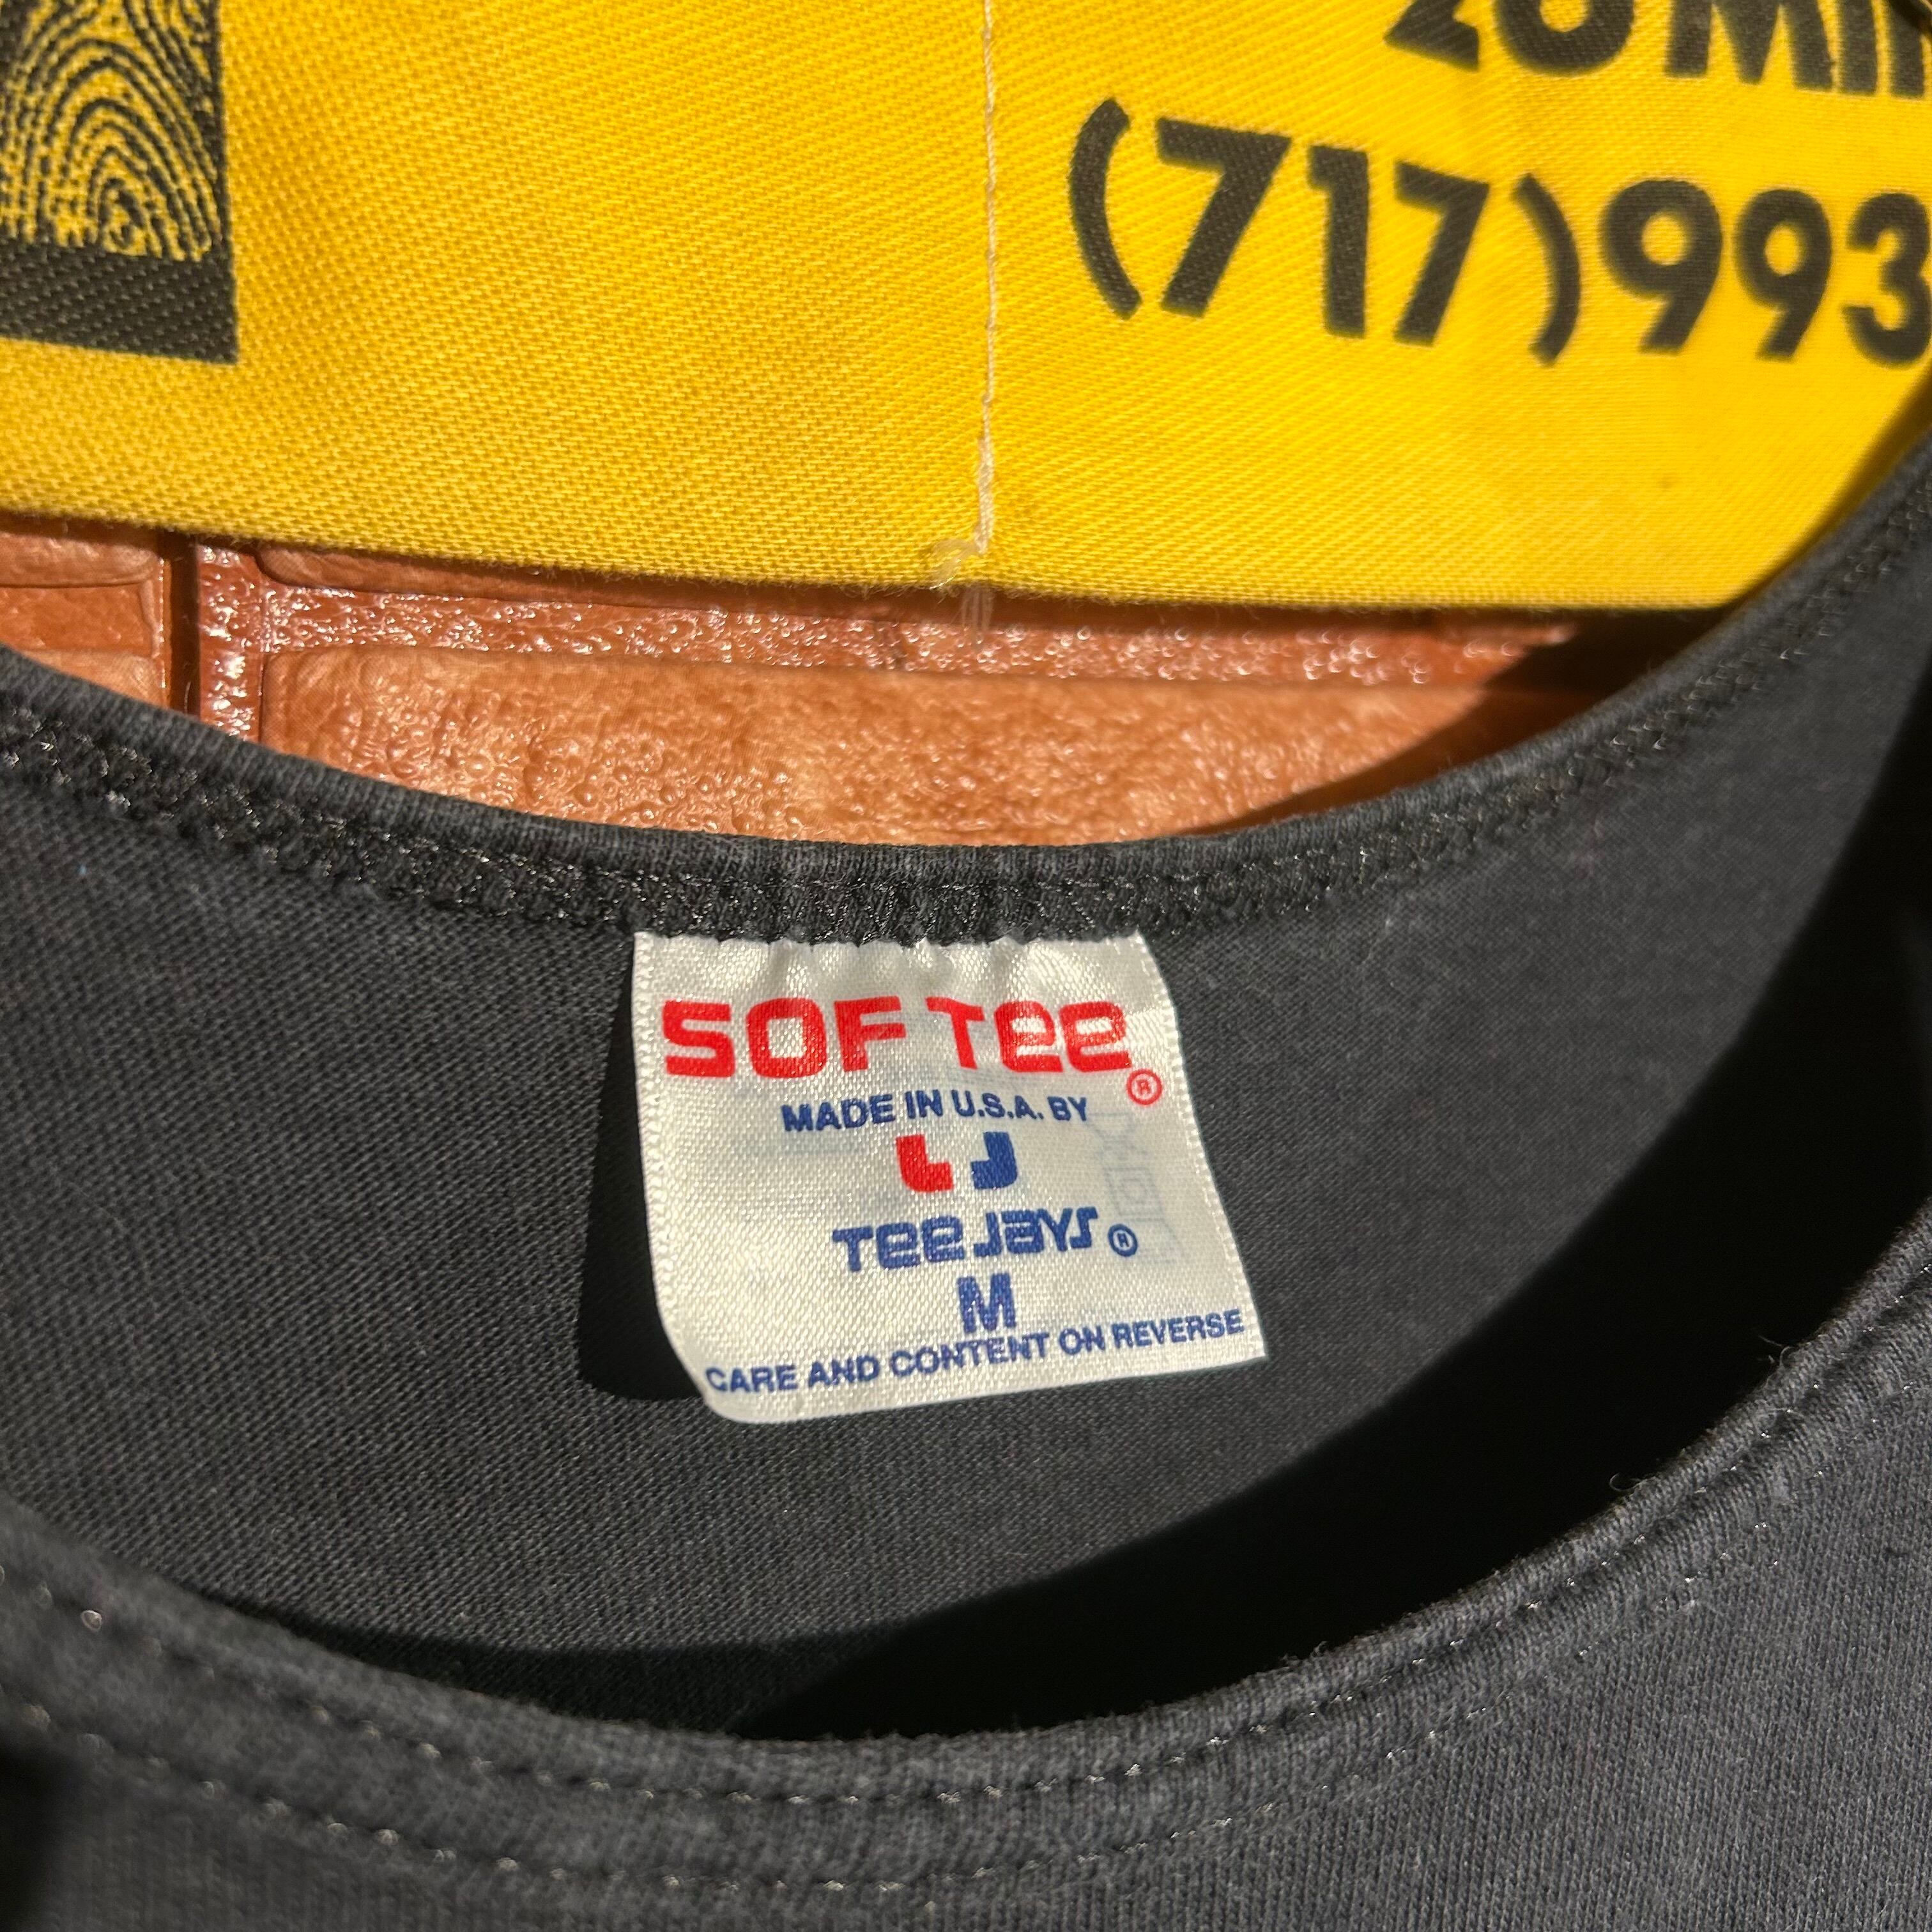 (717)993
SOF TEE®
MADE IN U.S.A. BY
TEE JAYS®
M
CARE AND CONTENT ON REVERSE